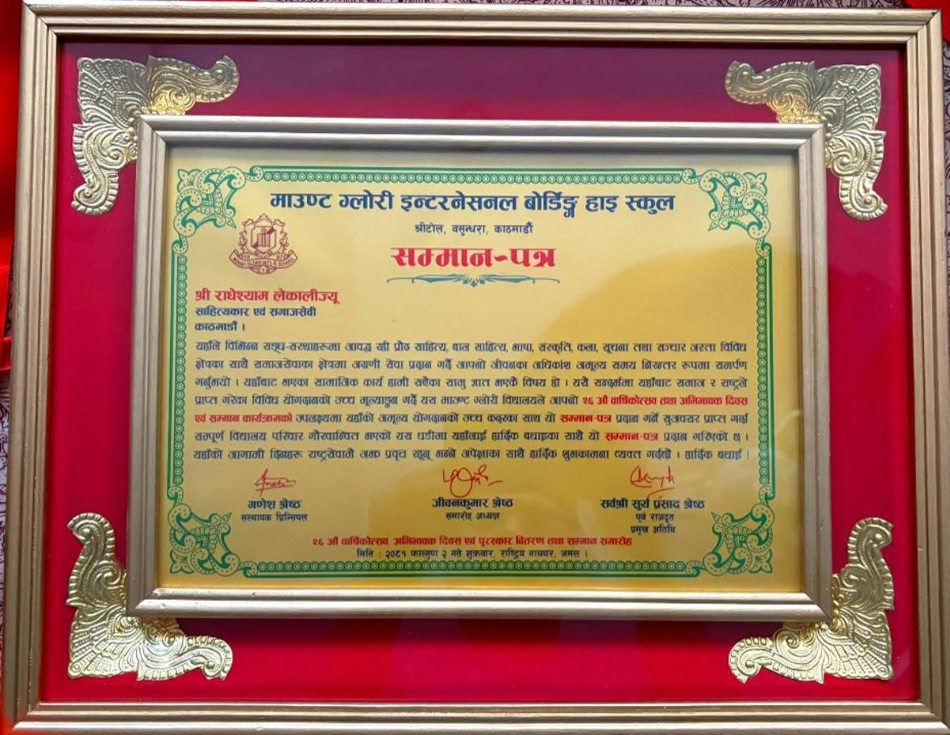 माउण्ट ग्लोरी इन्टरनेसनल बोर्डिङ्ग हाइ स्कुल
श्रीटोल, बसुन्धरा, काठमाडौं
सम्मान-पत्र
श्री राधेश्याम लेकालीज्यू
साहित्यकार एवं समाजसेवी
काठमाडौं ।
यहाँले विभिन्न सङ्घ-संस्थाहरूमा आवद्ध रही प्रौढ साहित्य, बाल साहित्य, भाषा, संस्कृति, कला, सूचना तथा सञ्चार जस्ता विविध
क्षेत्रका साथै समाजसेवाका क्षेत्रमा अग्रणी सेवा प्रदान गर्दै आफ्नो जीवनका अधिकांश अमूल्य समय निरन्तर रूपमा समर्पण
गर्नुभयो । यहाँबाट भएका सामाजिक कार्य हामी सबैका सामु ज्ञात भएकै विषय हो । यसै सन्दर्भमा यहाँबाट समाज र राष्ट्रले
प्राप्त गरेका विविध योगदानको उच्च मूल्याङ्कन गर्दै यस माउण्ट ग्लोरी विद्यालयले आफ्नो २६ औं वार्षिकोत्सव तथा अभिभावक दिवस
एवं सम्मान कार्यक्रमको उपलक्ष्यमा यहाँको अमूल्य योगदानको उच्च कदरका साथ यो सम्मान-पत्र प्रदान गर्ने सुअवसर प्राप्त गर्दा
सम्पूर्ण विद्यालय परिवार गौरवान्वित भएको यस घडीमा यहाँलाई हार्दिक बधाइका साथै यो सम्मान-पत्र प्रदान गरिएको छ ।
यहाँको आगामी दिनहरू राष्ट्रसेवामै अझ प्रवृत्त रहून् भन्ने अपेक्षाका साथै हार्दिक शुभकामना व्यक्त गर्दछौं । हार्दिक बधाई ।
गणेश श्रेष्ठ
संस्थापक प्रिन्सिपल
जीवनकुमार श्रेष्ठ
समारोह अध्यक्ष
सर्वश्री सुर्य प्रसाद श्रेष्ठ
पुर्व राजदुत
प्रमुख अतिथि
२६ औं वार्षिकोत्सव, अभिभावक दिवस एवं पुरस्कार वितरण तथा सम्मान समारोह
मिति : २०८१ फाल्गुण २ गते शुक्रबार, राष्ट्रिय नाचघर, जमल ।